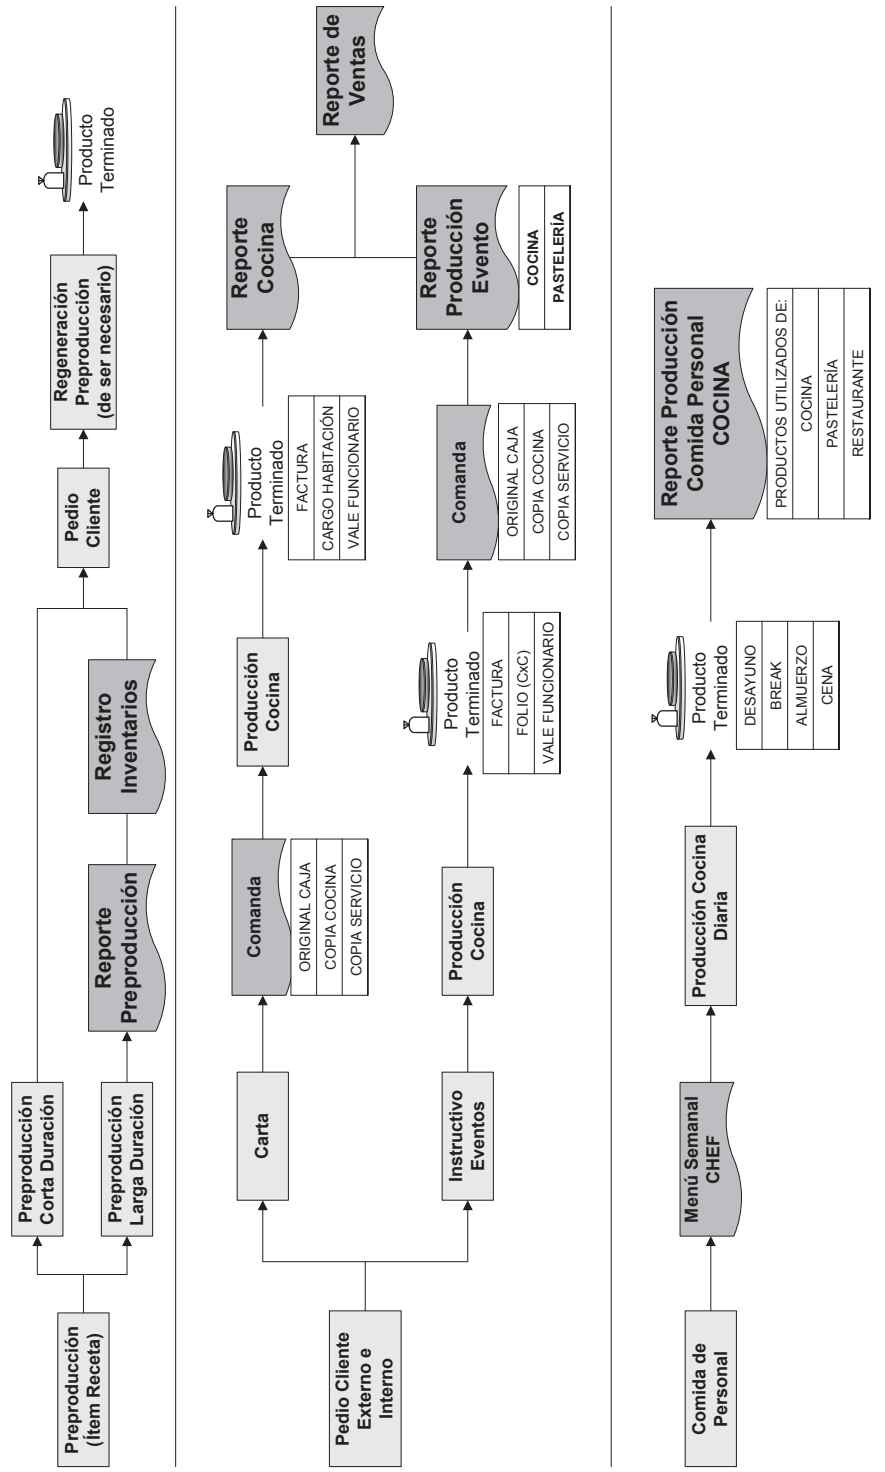 Preproducción
(Ítem Receta)
Preproducción
Corta Duración
Preproducción
Larga Duración
Reporte
Preproducción
Registro
Inventarios
Pedio
Cliente
Regeneración
Preproducción
(de ser necesario)
Producto
Terminado
Pedio Cliente
Externo e
Interno
Carta
Comanda
ORIGINAL CAJA
COPIA COCINA
COPIA SERVICIO
Producción
Cocina
Producto
Terminado
FACTURA
CARGO HABITACIÓN
VALE FUNCIONARIO
Reporte
Cocina
Instructivo
Eventos
Producción
Cocina
Producto
Terminado
FACTURA
FOLIO (CxC)
VALE FUNCIONARIO
Comanda
ORIGINAL CAJA
COPIA COCINA
COPIA SERVICIO
Reporte
Producción
Evento
COCINA
PASTELERÍA
Reporte de
Ventas
Comida de
Personal
Menú Semanal
CHEF
Producción Cocina
Diaria
Producto
Terminado
DESAYUNO
BREAK
ALMUERZO
CENA
Reporte Producción
Comida Personal
COCINA
PRODUCTOS UTILIZADOS DE:
COCINA
PASTELERÍA
RESTAURANTE